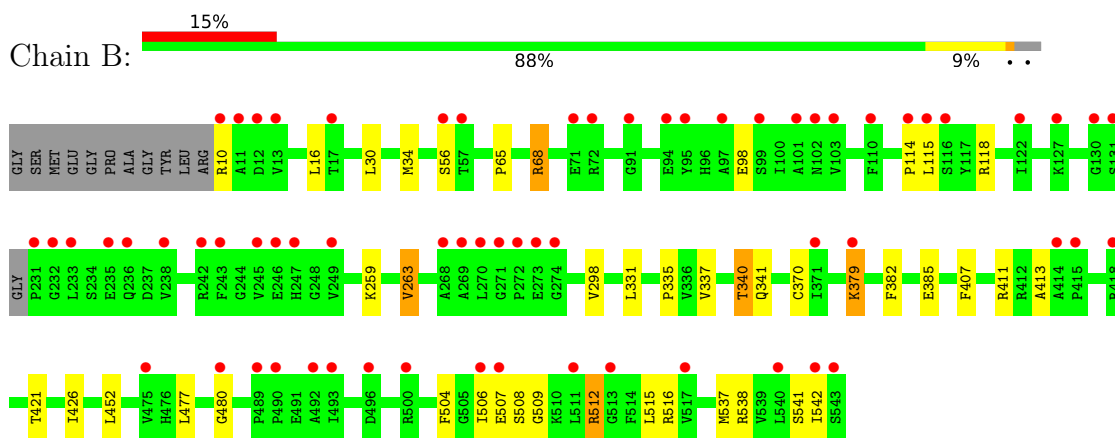 15%
Chain B:
88% 9% • •
GLY SER MET GLU GLY PRO ALA GLY TYR LEU ARG R10 A11 D12 V13 L16 T17 L30 M34 S56 T57 P65 R68 E71 R72 G91 E94 Y95 H96 A97 E98 S99 I100 A101 N102 V103 F110 P114 L115 S116 Y117 R118 I122 K127 G130 S131
GLY P231 G232 L233 S234 E235 Q236 D237 V238 R242 F243 G244 V245 E246 H247 G248 V249 K259 V263 A268 A269 L270 G271 P272 E273 G274 V298 L331 P335 V336 V337 T340 Q341 C370 I371 K379 F382 E385 F407 R411 R412 A413 A414 P415
T421 I426 L452 V475 H476 L477 G480 P489 P490 E491 A492 I493 D496 R500 F504 G505 I506 E507 S508 G509 K510 L511 R512 G513 F514 L515 R516 V517 M537 R538 V539 L540 S541 I542 S543